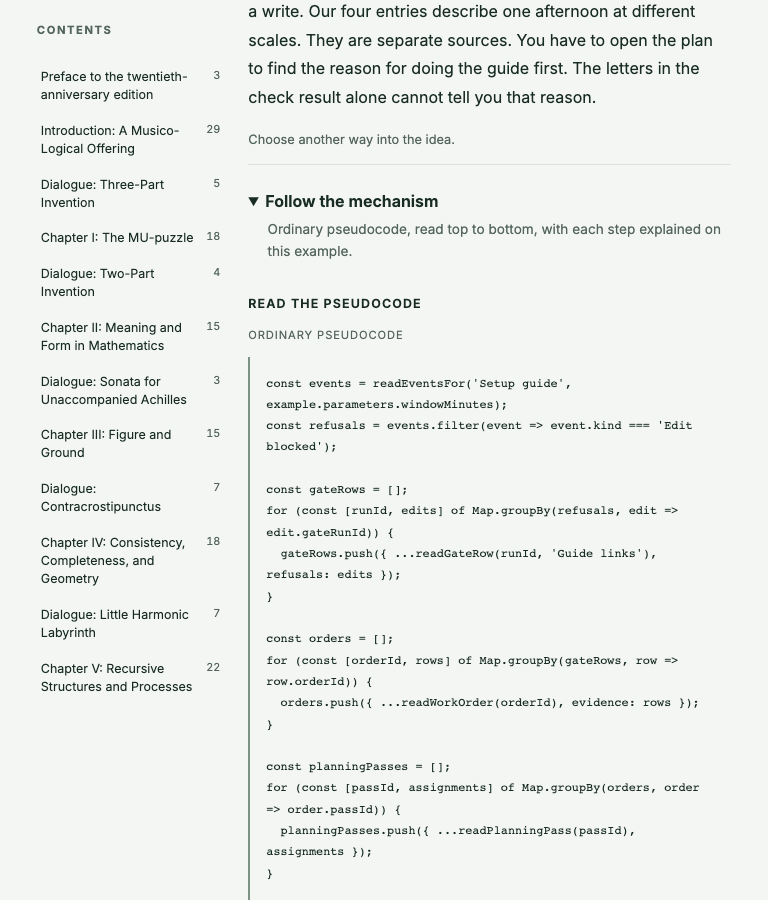 CONTENTS
Preface to the twentieth-
anniversary edition
3
Introduction: A Musico-
Logical Offering
29
Dialogue: Three-Part
Invention
5
Chapter I: The MU-puzzle
18
Dialogue: Two-Part
Invention
4
Chapter II: Meaning and
Form in Mathematics
15
Dialogue: Sonata for
Unaccompanied Achilles
3
Chapter III: Figure and
Ground
15
Dialogue:
Contracrostipunctus
7
Chapter IV: Consistency,
Completeness, and
Geometry
18
Dialogue: Little Harmonic
Labyrinth
7
Chapter V: Recursive
Structures and Processes
22
a write. Our four entries describe one afternoon at different
scales. They are separate sources. You have to open the plan
to find the reason for doing the guide first. The letters in the
check result alone cannot tell you that reason.
Choose another way into the idea.
▼ Follow the mechanism
Ordinary pseudocode, read top to bottom, with each step explained on
this example.
READ THE PSEUDOCODE
ORDINARY PSEUDOCODE
const events = readEventsFor('Setup guide',
example.parameters.windowMinutes);
const refusals = events.filter(event => event.kind === 'Edit
blocked');
const gateRows = [];
for (const [runId, edits] of Map.groupBy(refusals, edit =>
edit.gateRunId)) {
  gateRows.push({ ...readGateRow(runId, 'Guide links'),
refusals: edits });
}
const orders = [];
for (const [orderId, rows] of Map.groupBy(gateRows, row =>
row.orderId)) {
  orders.push({ ...readWorkOrder(orderId), evidence: rows });
}
const planningPasses = [];
for (const [passId, assignments] of Map.groupBy(orders, order
=> order.passId)) {
  planningPasses.push({ ...readPlanningPass(passId),
assignments });
}